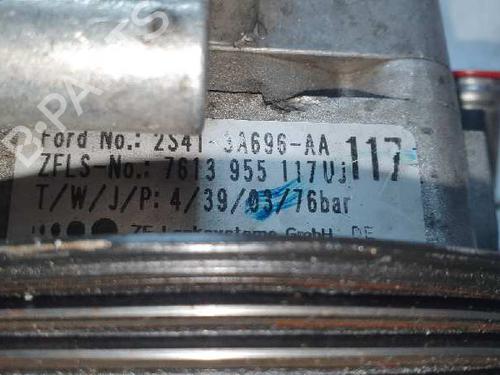 B-PARTS
Ford No.: 2S41-3A696-AA
ZFLS-No.: 7613 955 117Uj 117
T/W/J/P: 4/39/03/76bar
ZF Lenksysteme GmbH, DE